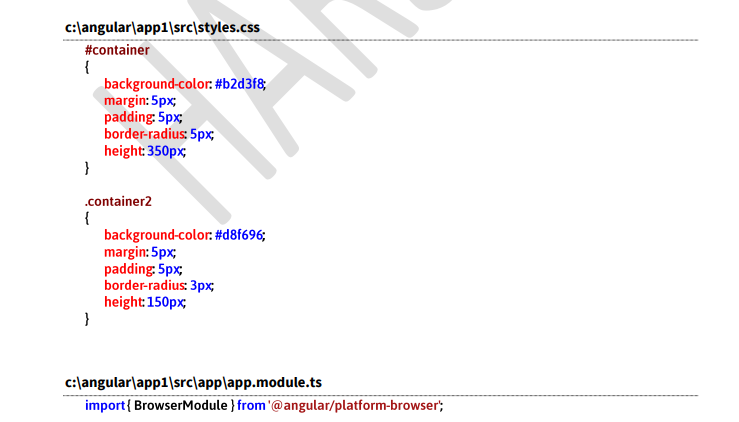 c:\angular\app1\src\styles.css
#container
{
background-color: #b2d3f8;
margin: 5px;
padding: 5px;
border-radius: 5px;
height: 350px;
}
.container2
{
background-color: #d8f696;
margin: 5px;
padding: 5px;
border-radius: 3px;
height: 150px;
}
c:\angular\app1\src\app\app.module.ts
import { BrowserModule } from '@angular/platform-browser';